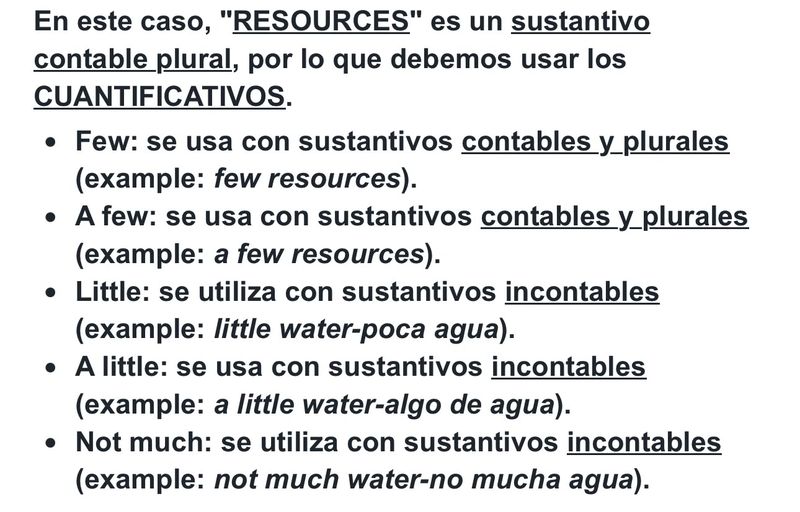 En este caso, "RESOURCES" es un sustantivo
contable plural, por lo que debemos usar los
CUANTIFICATIVOS.
• Few: se usa con sustantivos contables y plurales
(example: few resources).
• A few: se usa con sustantivos contables y plurales
(example: a few resources).
• Little: se utiliza con sustantivos incontables
(example: little water-poca agua).
• A little: se usa con sustantivos incontables
(example: a little water-algo de agua).
• Not much: se utiliza con sustantivos incontables
(example: not much water-no mucha agua).